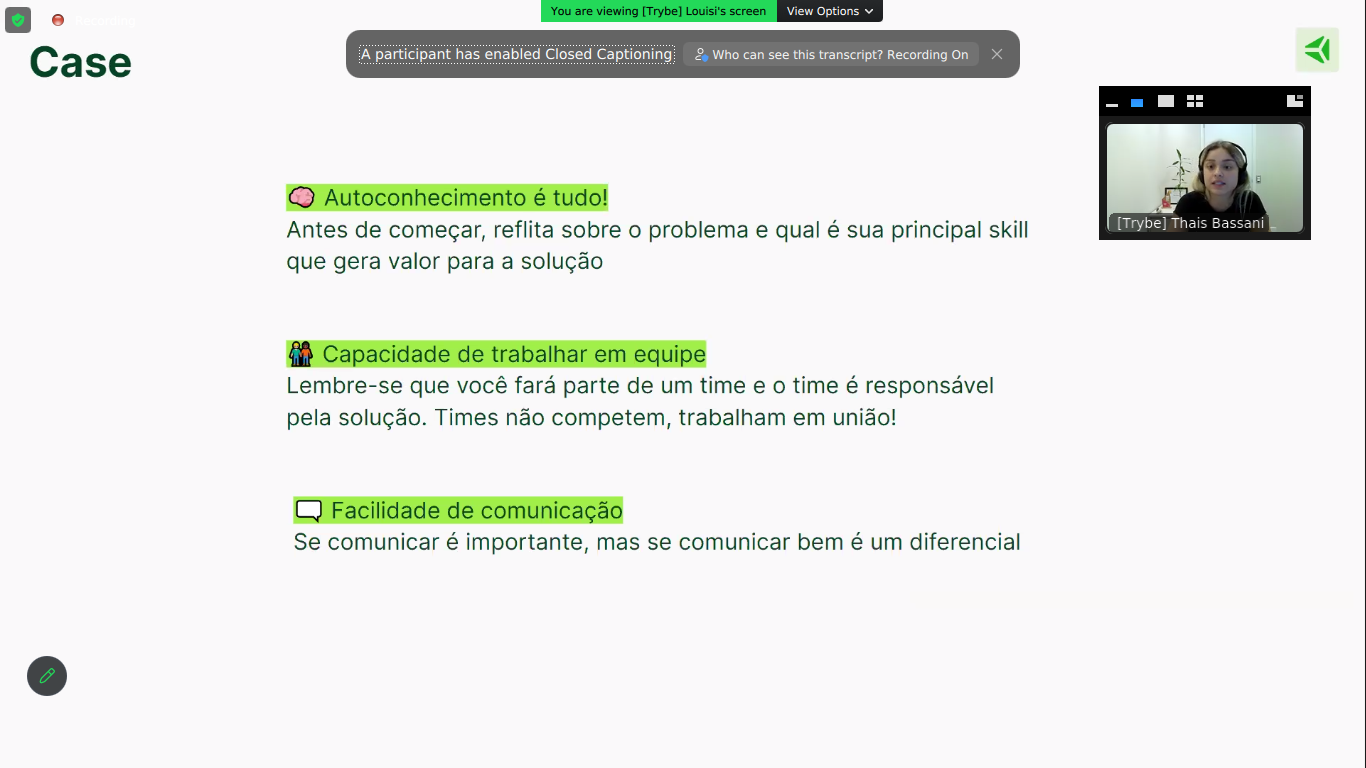 Recording
You are viewing [Trybe] Louisi's screen
View Options
Case
A participant has enabled Closed Captioning
Who can see this transcript? Recording On
[Trybe] Thais Bassani _
Autoconhecimento é tudo!
Antes de começar, reflita sobre o problema e qual é sua principal skill
que gera valor para a solução
Capacidade de trabalhar em equipe
Lembre-se que você fará parte de um time e o time é responsável
pela solução. Times não competem, trabalham em união!
Facilidade de comunicação
Se comunicar é importante, mas se comunicar bem é um diferencial